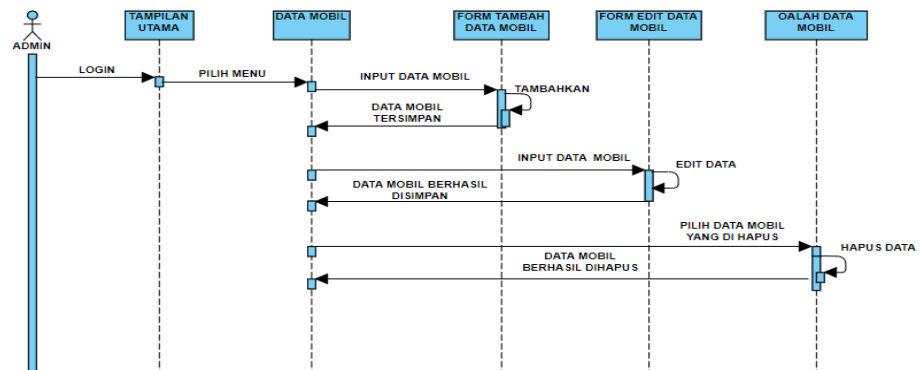 TAMPILAN
UTAMA
DATA MOBIL
FORM TAMBAH
DATA MOBIL
FORM EDIT DATA
MOBIL
OALAH DATA
MOBIL
ADMIN
LOGIN
PILIH MENU
INPUT DATA MOBIL
TAMBAHKAN
DATA MOBIL
TERSIMPAN
INPUT DATA MOBIL
EDIT DATA
DATA MOBIL BERHASIL
DISIMPAN
PILIH DATA MOBIL
YANG DI HAPUS
HAPUS DATA
DATA MOBIL
BERHASIL DIHAPUS